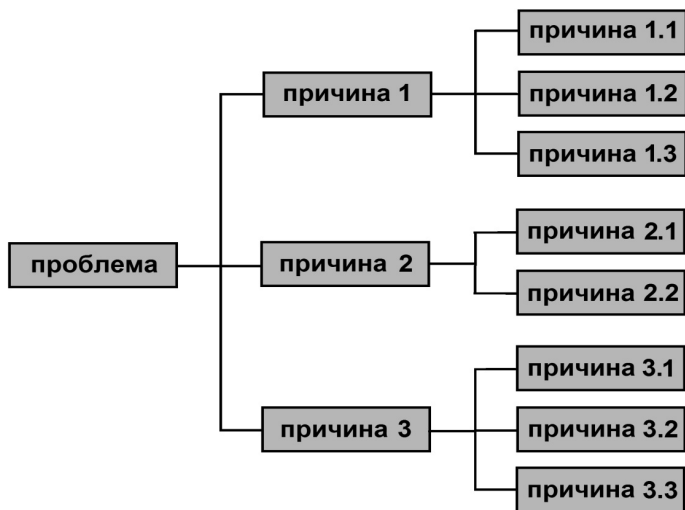 причина 1.1
причина 1
причина 1.2
причина 1.3
проблема
причина 2
причина 2.1
причина 2.2
причина 3
причина 3.1
причина 3.2
причина 3.3